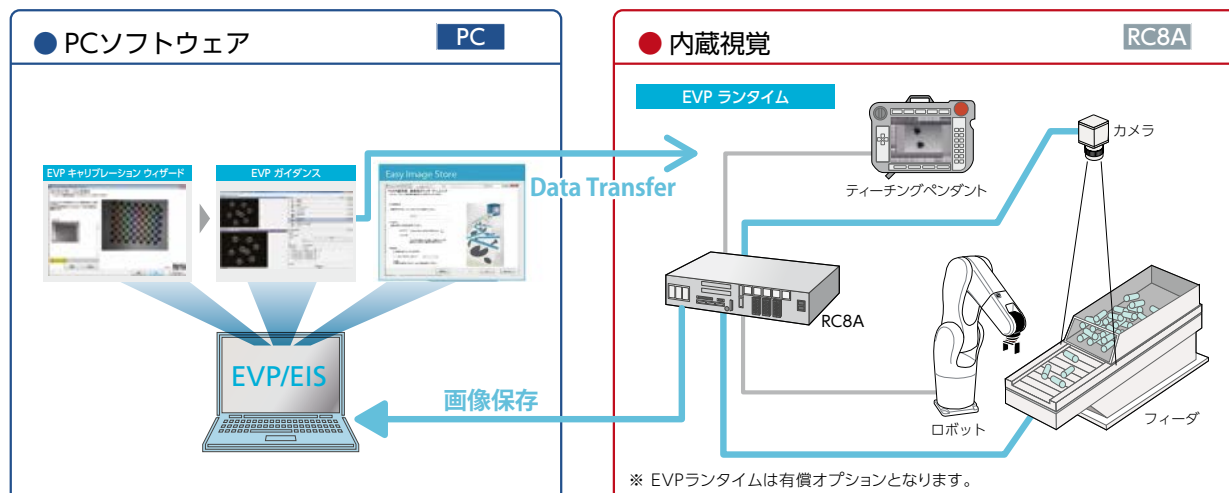 PCソフトウェア
PC
EVP キャリブレーション ウィザード
EVP ガイダンス
Easy Image Store
EVP/EIS
Data Transfer
画像保存
内蔵視覚
RC8A
EVP ランタイム
カメラ
ティーチングペンダント
RC8A
ロボット
フィーダ
※ EVPランタイムは有償オプションとなります。